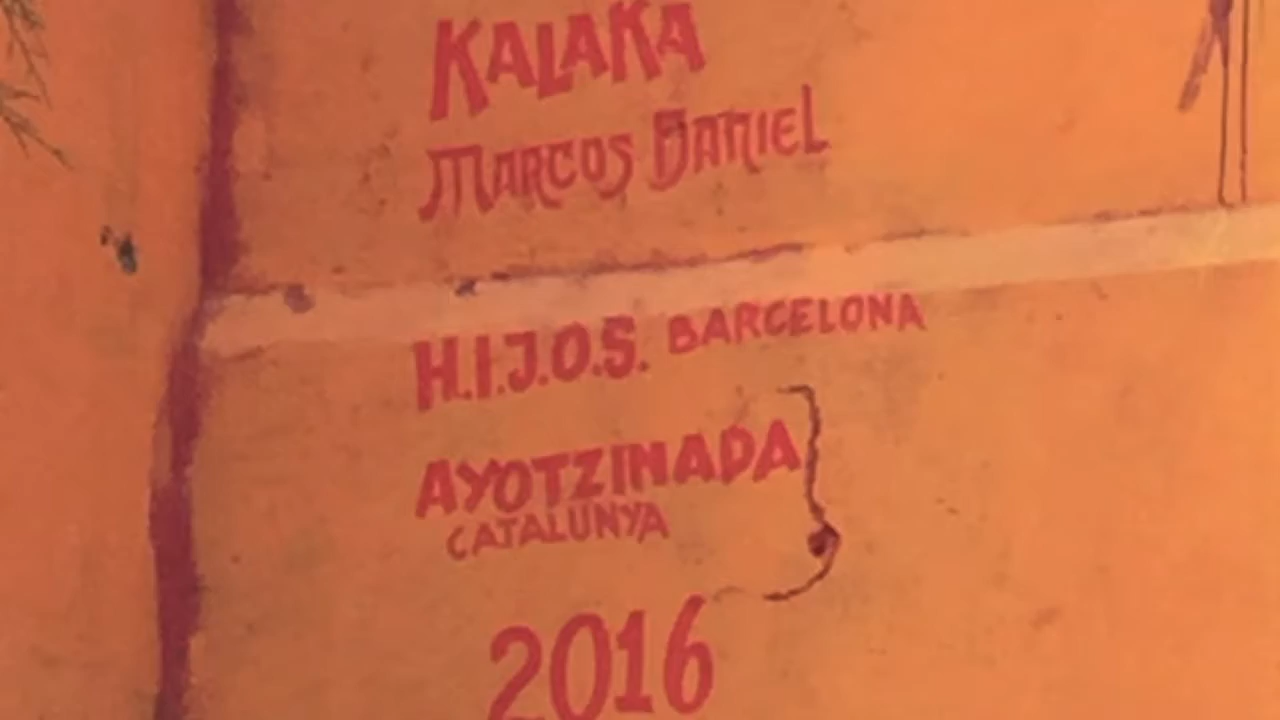 KALAKA
MARCOS DANIEL
H.I.J.O.S. BARCELONA
AYOTZINADA
CATALUNYA
2016